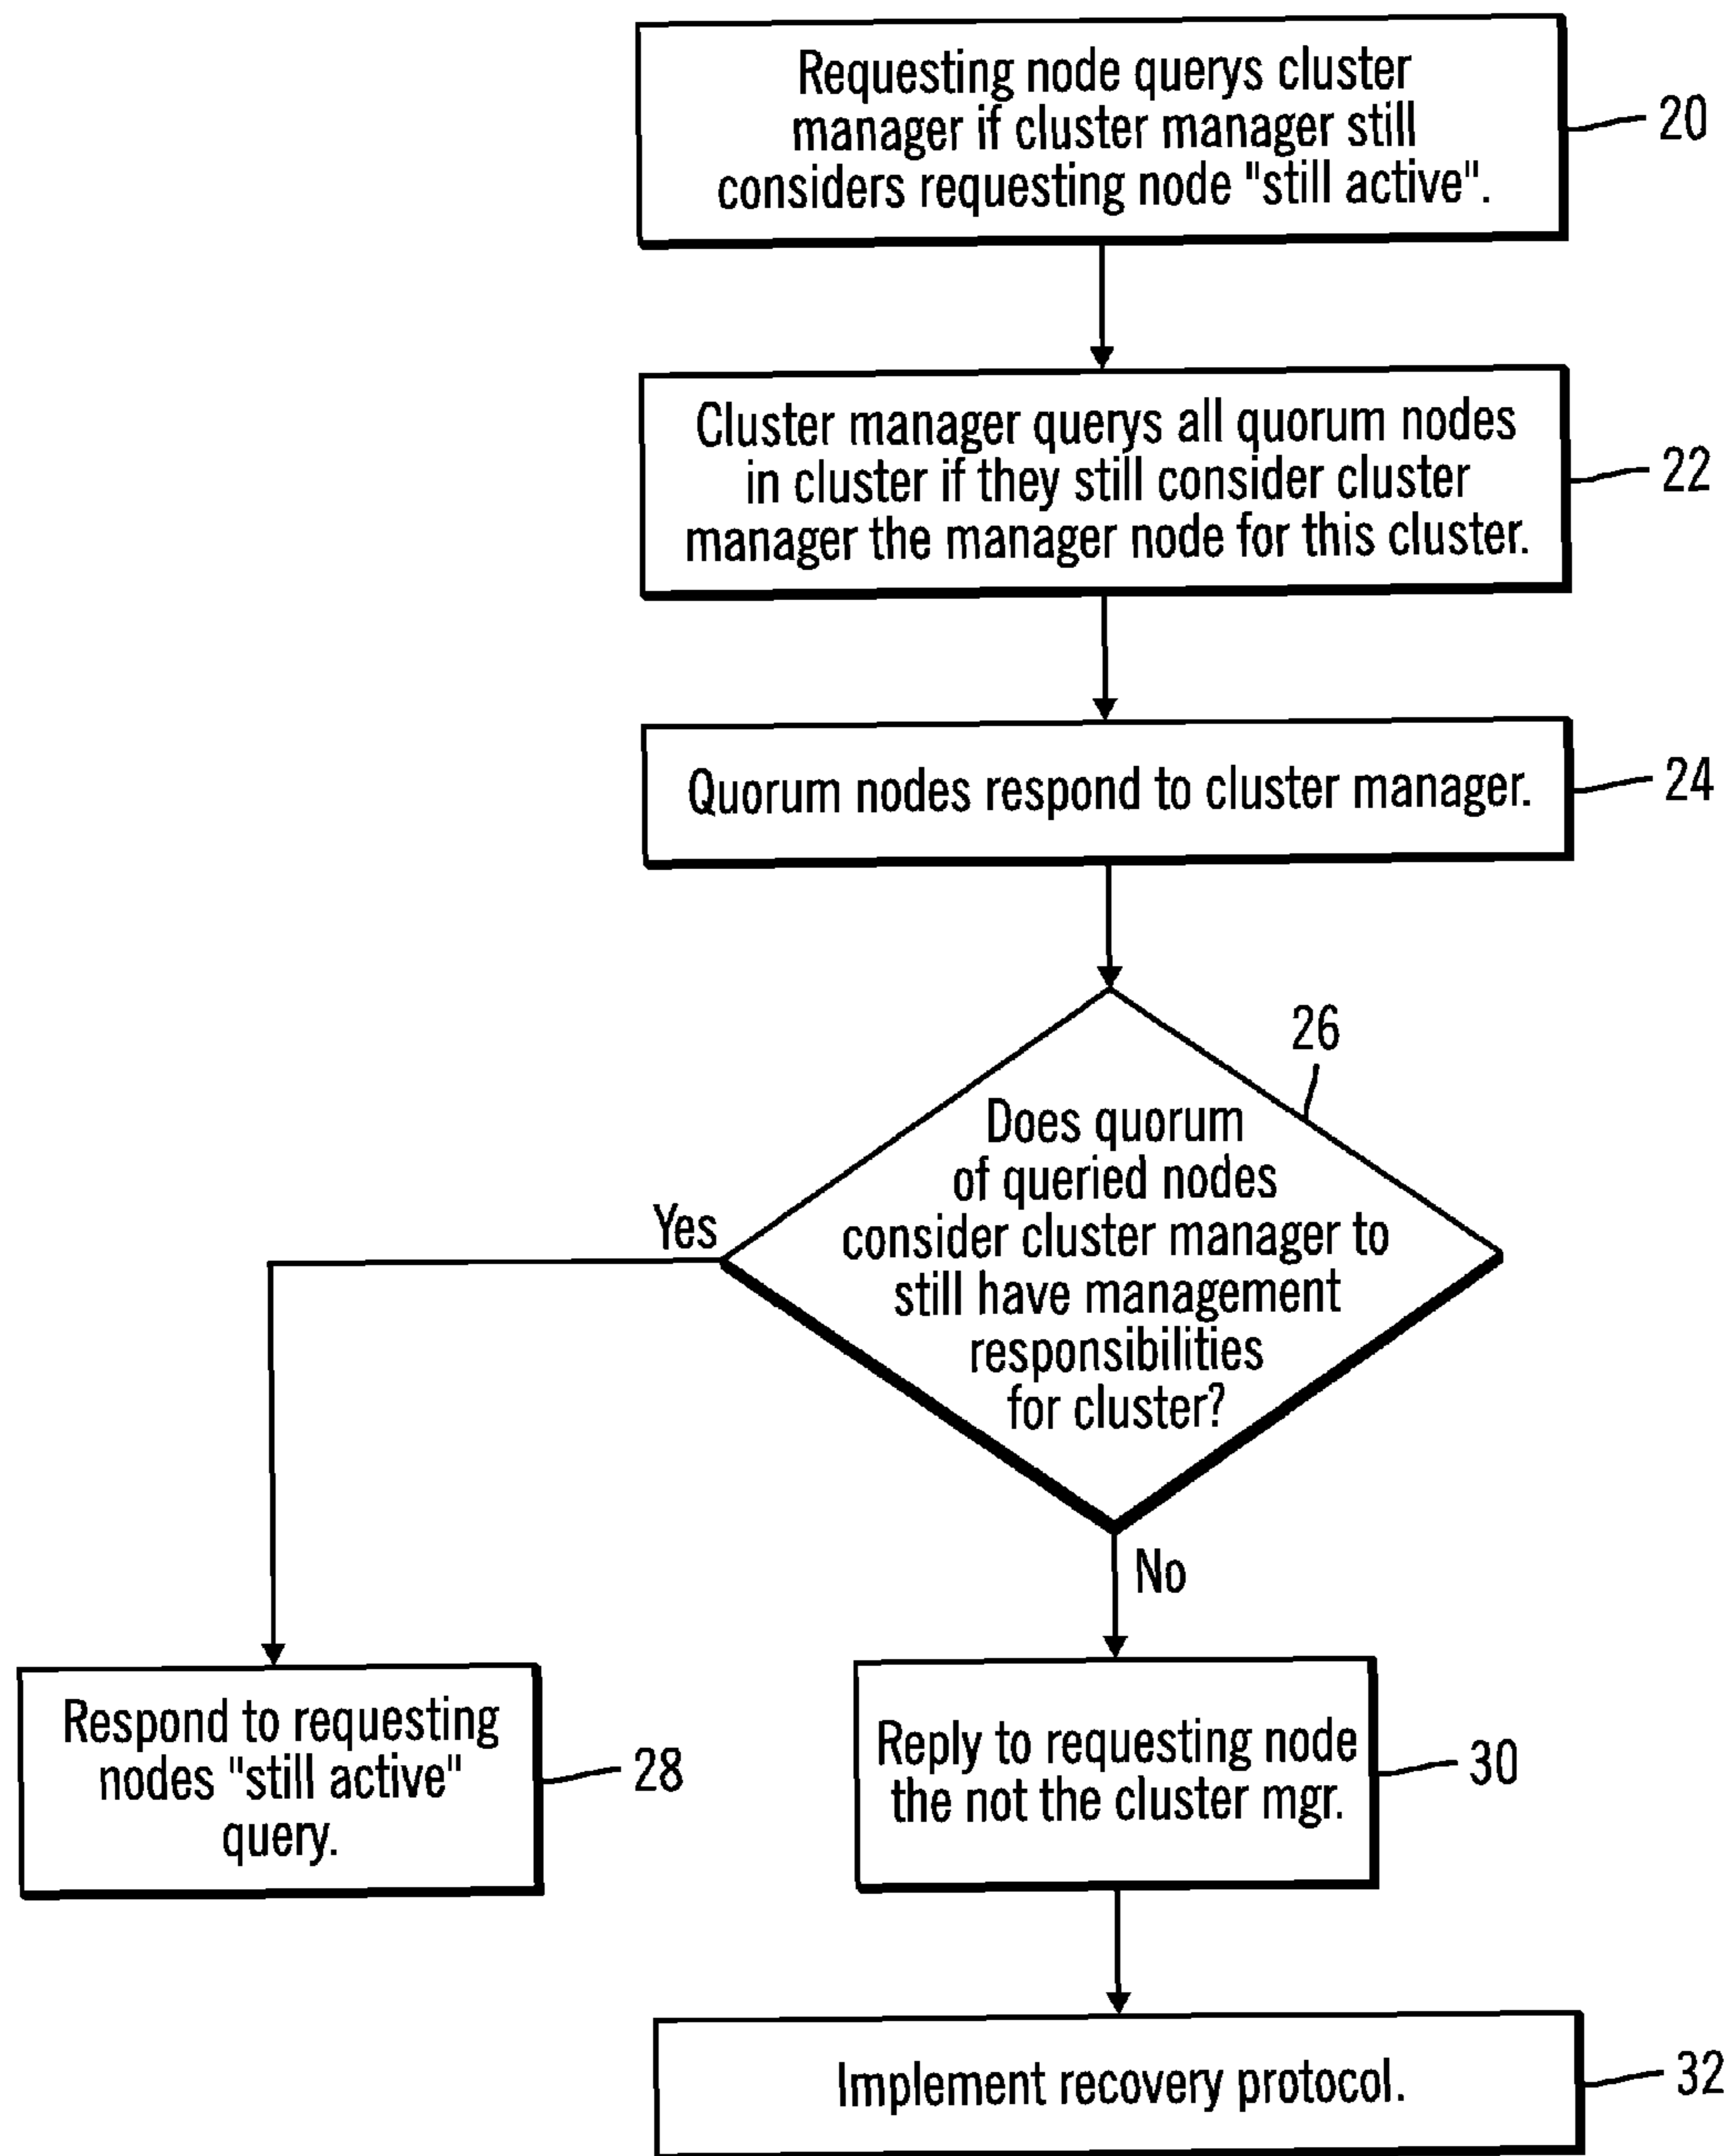 Requesting node querys cluster
manager if cluster manager still
considers requesting node "still active".
20
Cluster manager querys all quorum nodes
in cluster if they still consider cluster
manager the manager node for this cluster.
22
Quorum nodes respond to cluster manager.
24
26
Does quorum
of queried nodes
consider cluster manager to
still have management
responsibilities
for cluster?
Yes
No
Respond to requesting
nodes "still active"
query.
28
Reply to requesting node
the not the cluster mgr.
30
Implement recovery protocol.
32